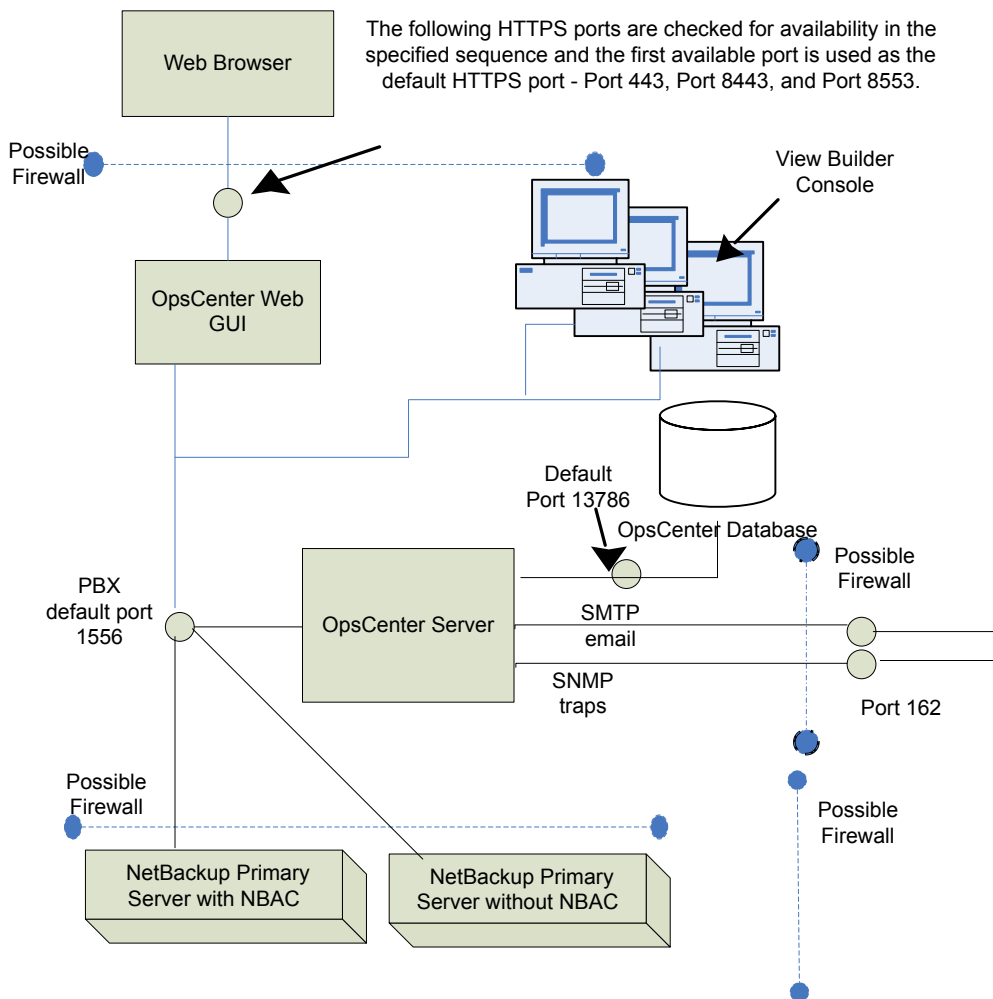 The following HTTPS ports are checked for availability in the
specified sequence and the first available port is used as the
default HTTPS port - Port 443, Port 8443, and Port 8553.
Web Browser
Possible
Firewall
View Builder
Console
OpsCenter Web
GUI
Default
Port 13786
OpsCenter Database
Possible
Firewall
PBX
default port
1556
OpsCenter Server
SMTP
email
SNMP
traps
Port 162
Possible
Firewall
Possible
Firewall
NetBackup Primary
Server with NBAC
NetBackup Primary
Server without NBAC